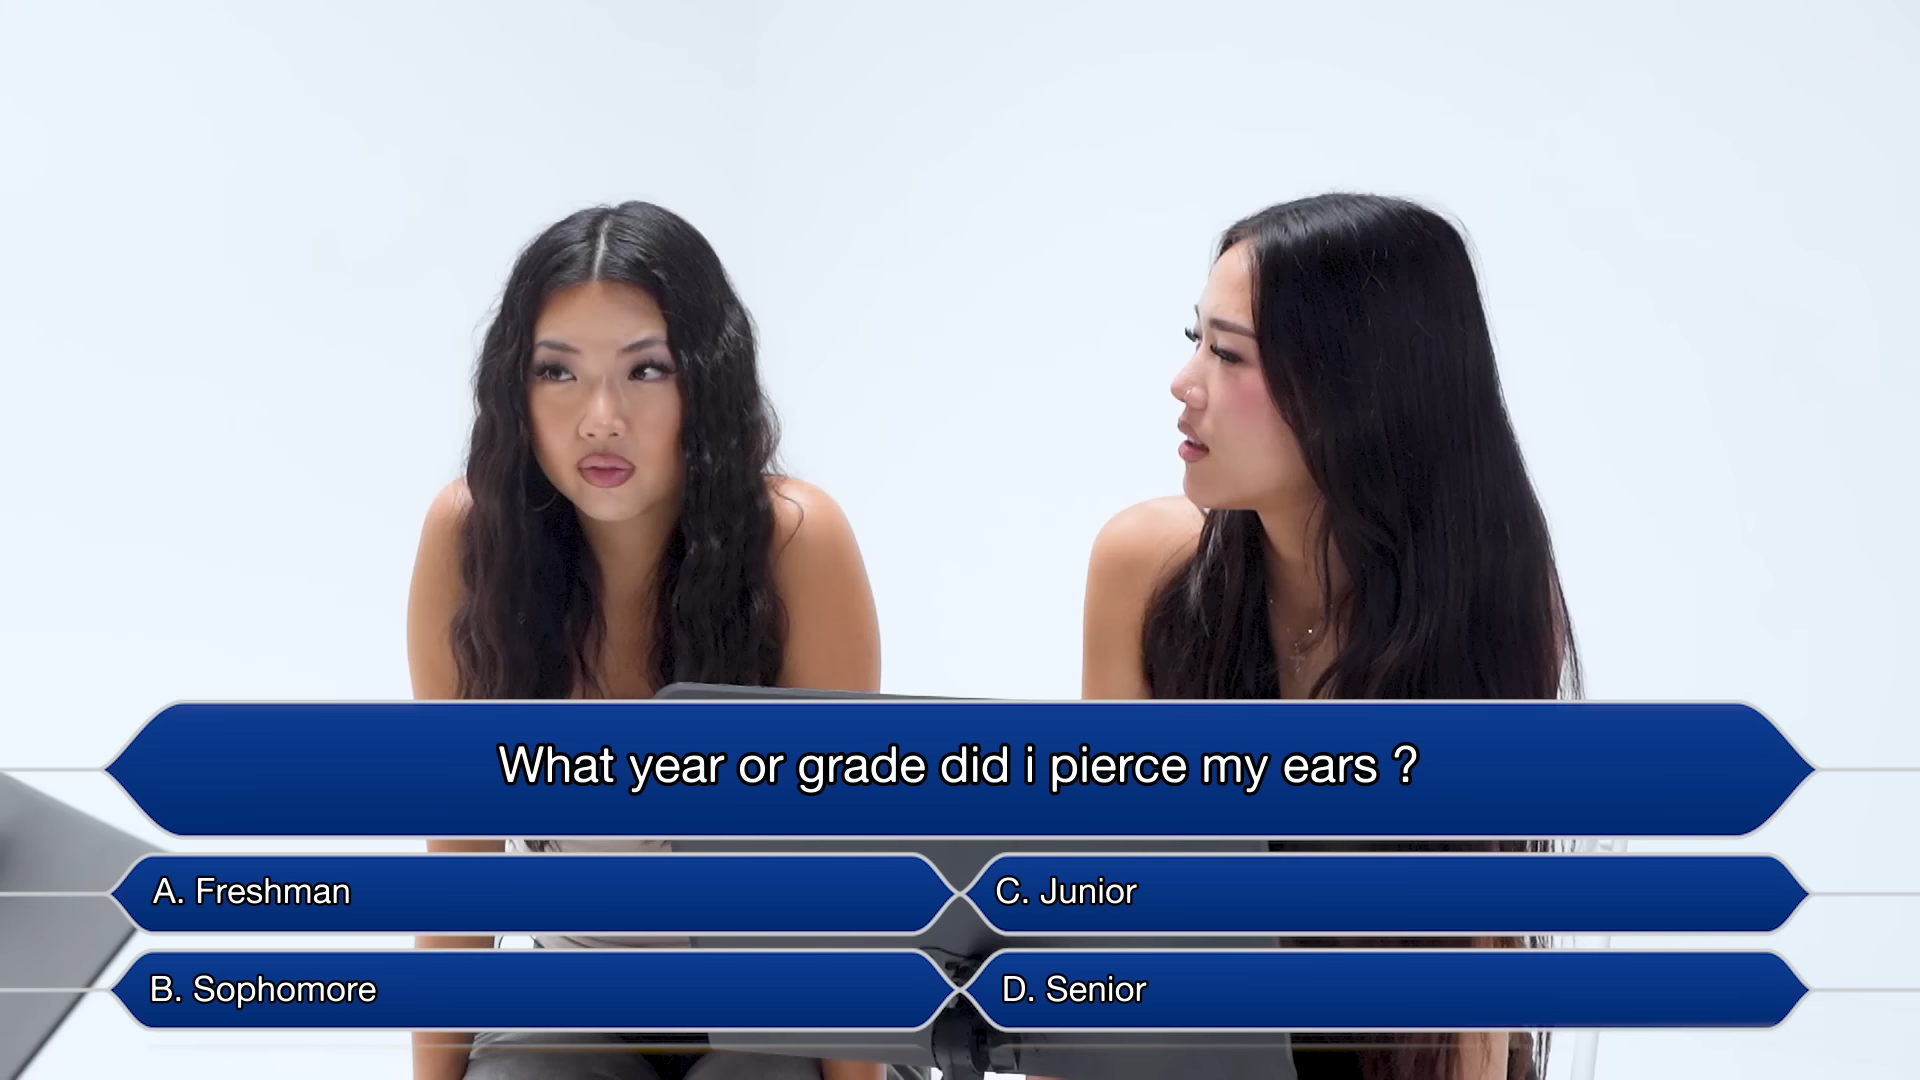 What year or grade did i pierce my ears ?
A. Freshman
C. Junior
B. Sophomore
D. Senior